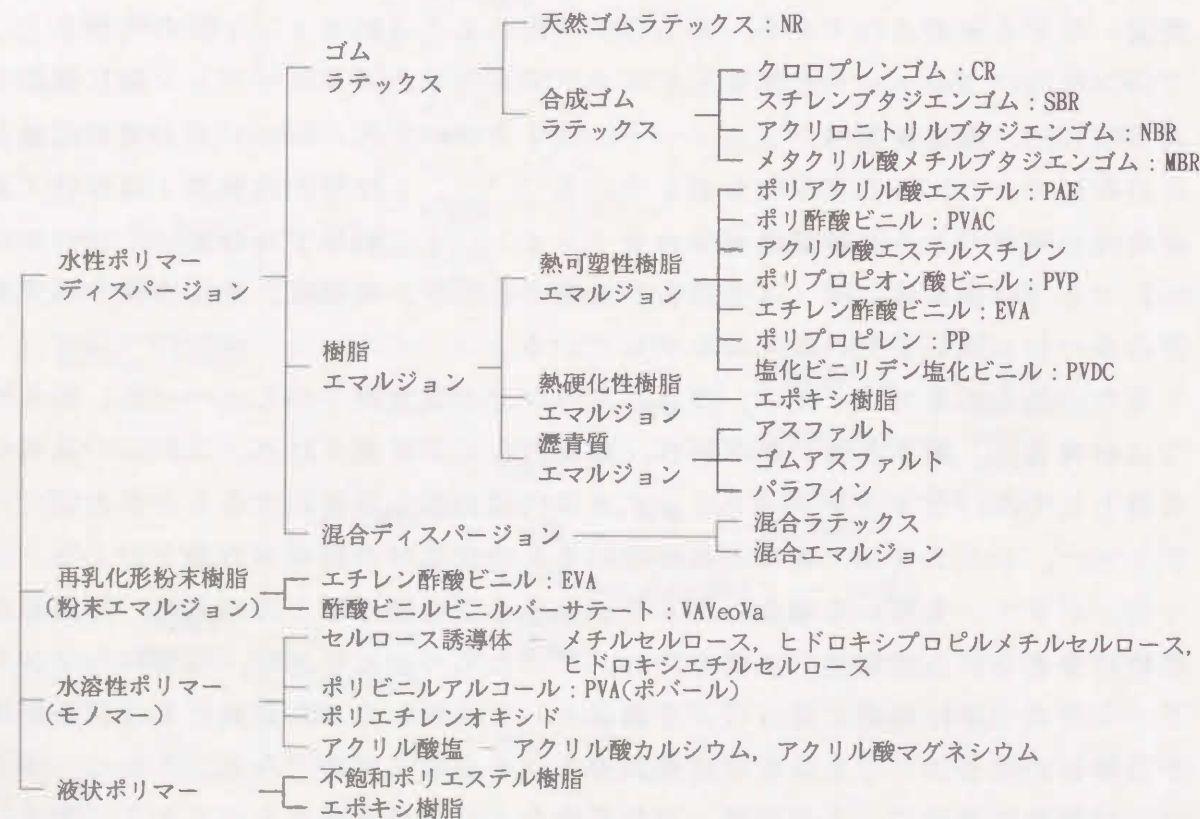 天然ゴムラテックス：NR
ゴム
ラテックス
クロロプレンゴム：CR
合成ゴム
ラテックス
スチレンブタジエンゴム：SBR
アクリロニトリルブタジエンゴム：NBR
メタクリル酸メチルブタジエンゴム：MBR
水性ポリマー
ディスパージョン
樹脂
エマルジョン
熱可塑性樹脂
エマルジョン
ポリアクリル酸エステル：PAE
ポリ酢酸ビニル：PVAC
アクリル酸エステルスチレン
ポリプロピオン酸ビニル：PVP
エチレン酢酸ビニル：EVA
ポリプロピレン：PP
塩化ビニリデン塩化ビニル：PVDC
熱硬化性樹脂
エマルジョン
エポキシ樹脂
瀝青質
エマルジョン
アスファルト
ゴムアスファルト
パラフィン
混合ディスパージョン
混合ラテックス
混合エマルジョン
再乳化形粉末樹脂
(粉末エマルジョン)
エチレン酢酸ビニル：EVA
酢酸ビニルビニルバーサテート：VAVeoVa
水溶性ポリマー
(モノマー)
セルロース誘導体 － メチルセルロース, ヒドロキシプロピルメチルセルロース,
ヒドロキシエチルセルロース
ポリビニルアルコール：PVA(ポバール)
ポリエチレンオキシド
アクリル酸塩 － アクリル酸カルシウム, アクリル酸マグネシウム
液状ポリマー
不飽和ポリエステル樹脂
エポキシ樹脂